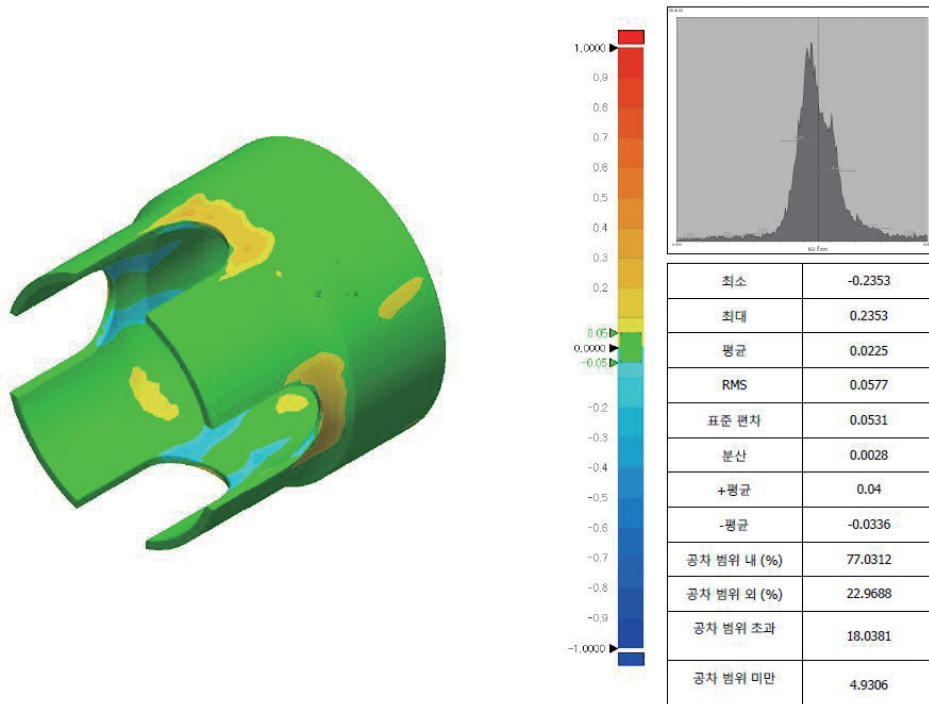 1.0000
0.9
0.8
0.7
0.6
0.5
0.4
0.3
0.2
0.05
0.0000
-0.05
-0.2
-0.3
-0.4
-0.5
-0.6
-0.7
-0.8
-0.9
-1.0000
최소 -0.2353
최대 0.2353
평균 0.0225
RMS 0.0577
표준 편차 0.0531
분산 0.0028
+평균 0.04
-평균 -0.0336
공차 범위 내 (%) 77.0312
공차 범위 외 (%) 22.9688
공차 범위 초과 18.0381
공차 범위 미만 4.9306